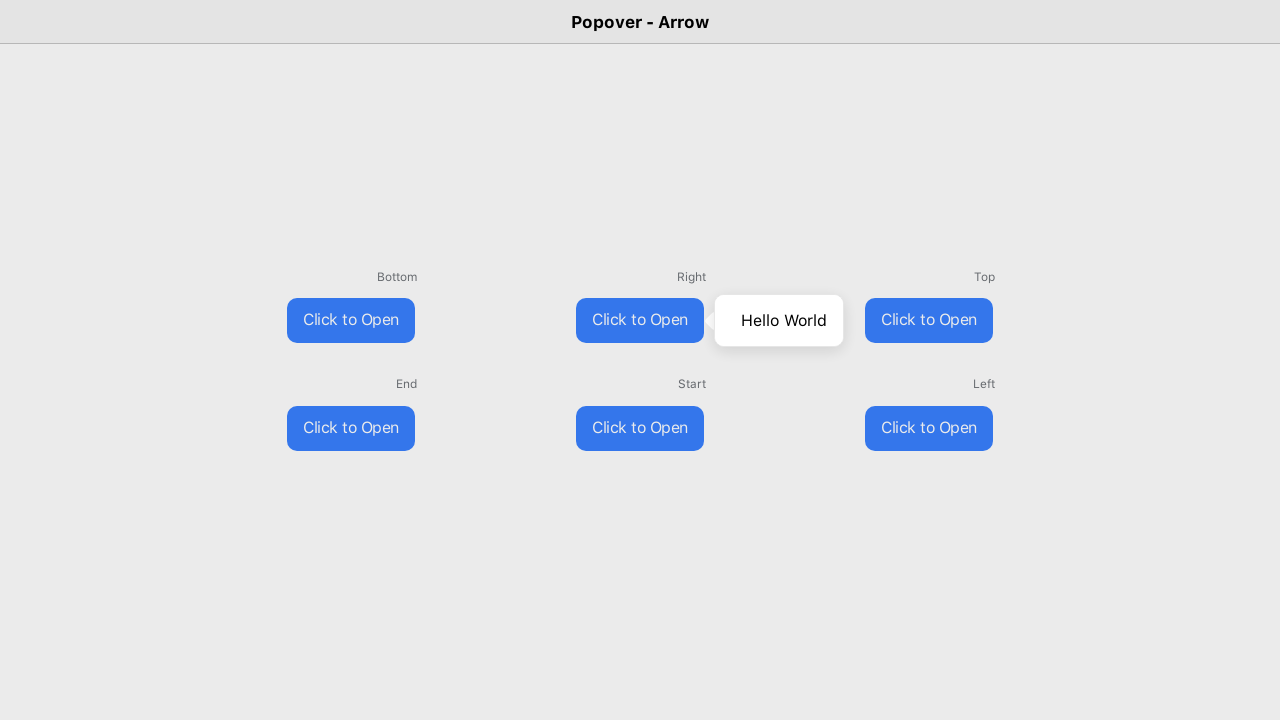 Popover - Arrow
Bottom
Right
Top
Click to Open
Click to Open
Hello World
Click to Open
End
Start
Left
Click to Open
Click to Open
Click to Open